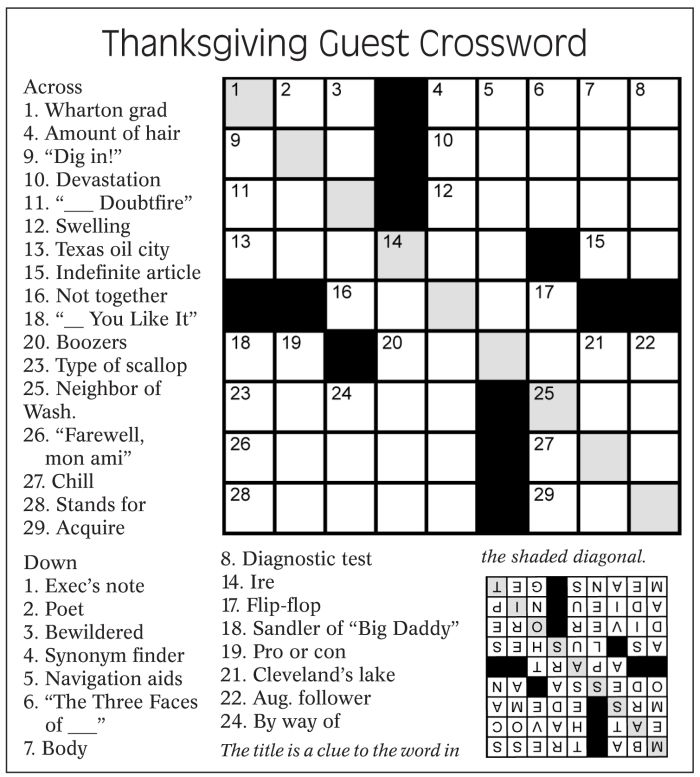 Thanksgiving Guest Crossword
Across
1. Wharton grad
4. Amount of hair
9. “Dig in!”
10. Devastation
11. “___ Doubtfire”
12. Swelling
13. Texas oil city
15. Indefinite article
16. Not together
18. “__ You Like It”
20. Boozers
23. Type of scallop
25. Neighbor of
Wash.
26. “Farewell,
mon ami”
27. Chill
28. Stands for
29. Acquire
1 2 3 4 5 6 7 8
9 10
11 12
13 14 15
16 17
18 19 20 21 22
23 24 25
26 27
28 29
Down
1. Exec’s note
2. Poet
3. Bewildered
4. Synonym finder
5. Navigation aids
6. “The Three Faces
of ___”
7. Body
8. Diagnostic test
14. Ire
17. Flip-flop
18. Sandler of “Big Daddy”
19. Pro or con
21. Cleveland’s lake
22. Aug. follower
24. By way of
The title is a clue to the word in
the shaded diagonal.
M B A T R E S S
E A T H A V O C
M R S E D E M A
O D E S S A A N
A P A R T
A S L U S H E S
D I V E R O R E
A D I E U N I P
M E A N S G E T